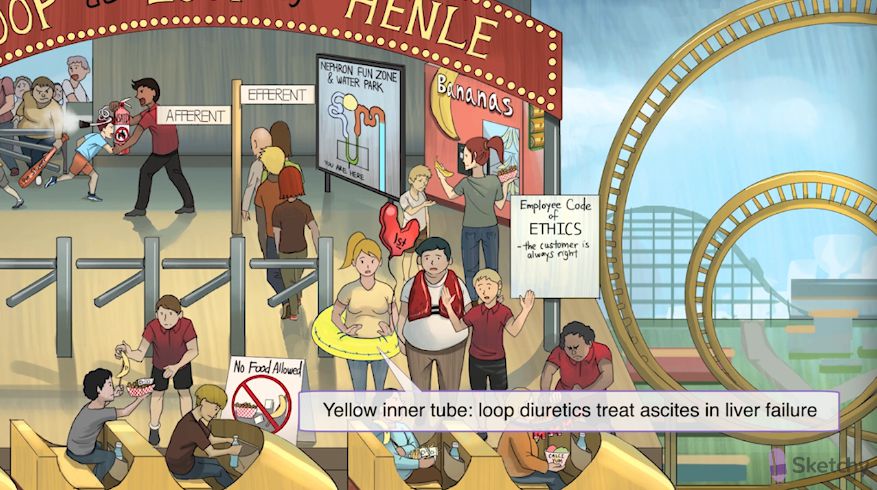 OOP
HENLE
AFFERENT
EFFERENT
NEPHRON FUN ZONE
& WATER PARK
YOU ARE HERE
Bananas
1st
Employee Code
of
ETHICS
-the customer is
always right
No Food Allowed
Yellow inner tube: loop diuretics treat ascites in liver failure
Sketchy